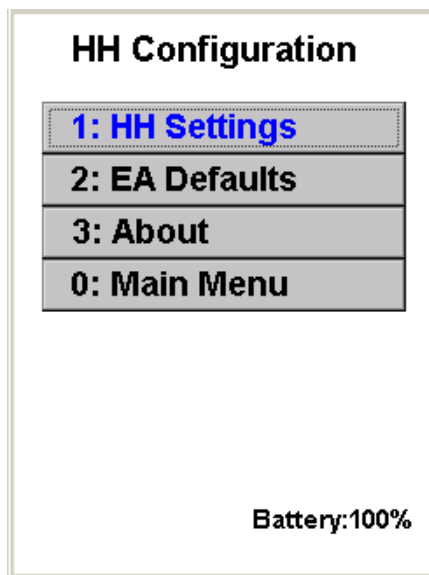 HH Configuration
1: HH Settings
2: EA Defaults
3: About
0: Main Menu
Battery:100%